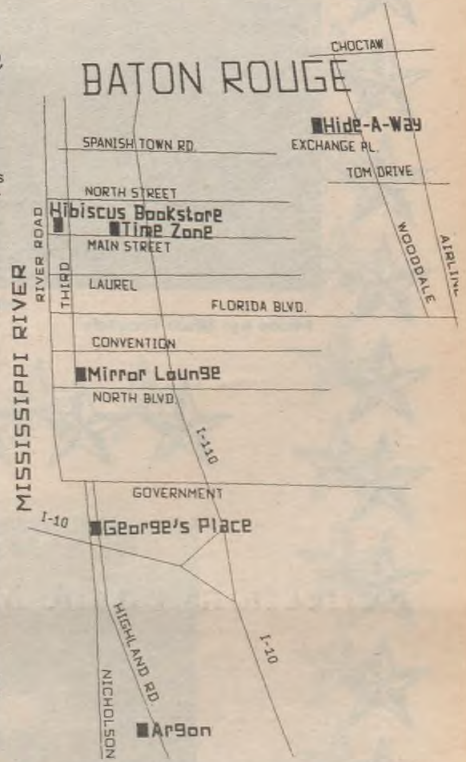 CHOCTAW
BATON ROUGE
Hide-A-Way
EXCHANGE PL.
SPANISH TOWN RD.
TOM DRIVE
NORTH STREET
Hibiscus Bookstore
Time Zone
MAIN STREET
RIVER ROAD
THIRD
WOODDALE
AIRLINE
LAUREL
MISSISSIPPI RIVER
FLORIDA BLVD.
CONVENTION
Mirror Lounge
NORTH BLVD.
I-110
GOVERNMENT
I-10
George's Place
HIGHLAND RD.
I-10
NICHOLSON
Argon